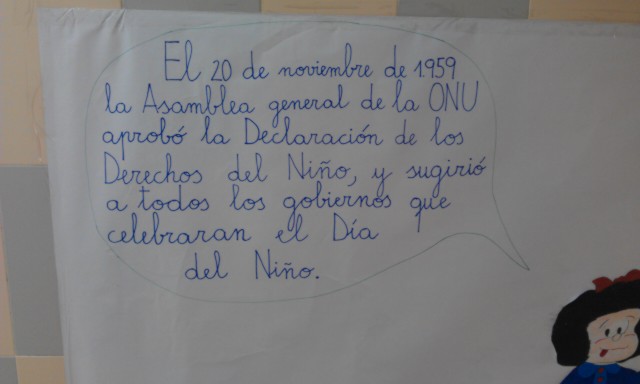 El 20 de noviembre de 1959
la Asamblea general de la ONU
aprobó la Declaración de los
Derechos del Niño, y sugirió
a todos los gobiernos que
celebraran el Día
del Niño.